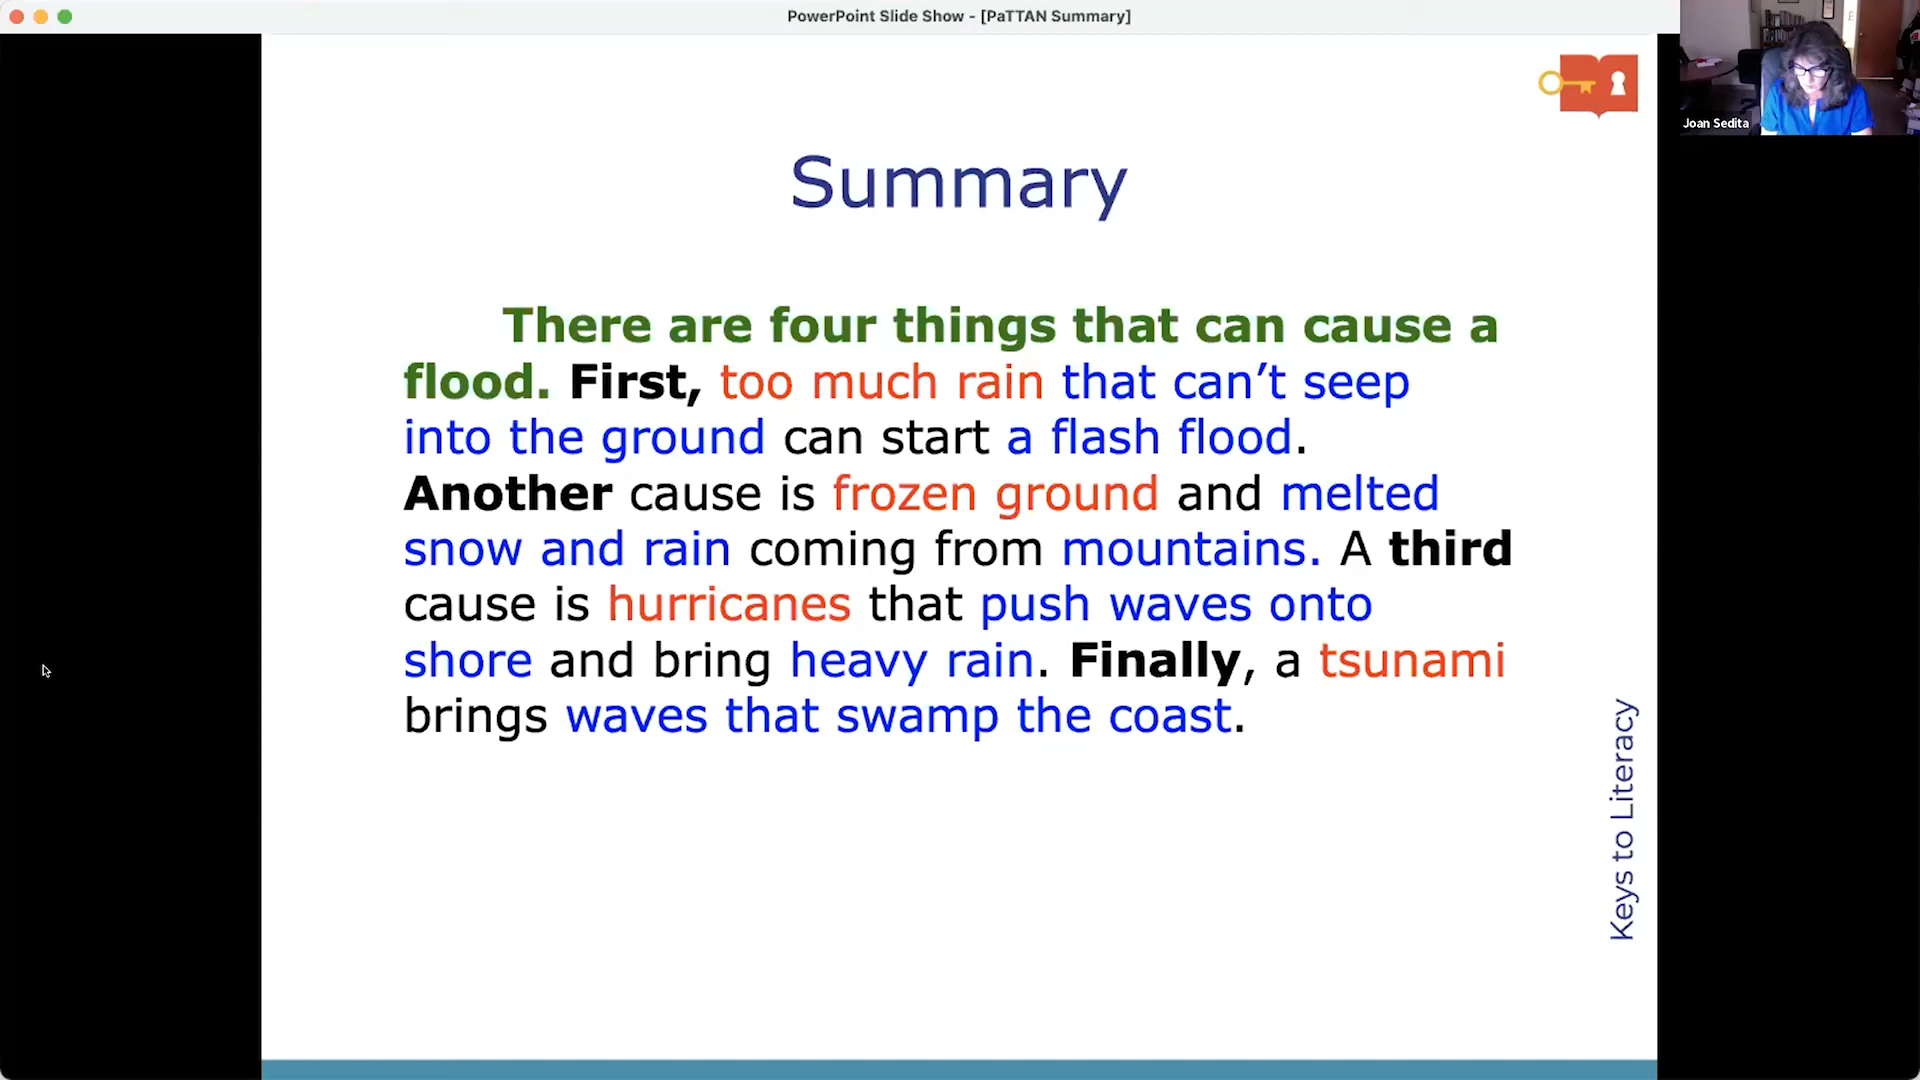 PowerPoint Slide Show - [PaTTAN Summary]
Joan Sedita
Summary
There are four things that can cause a
flood. First, too much rain that can’t seep
into the ground can start a flash flood.
Another cause is frozen ground and melted
snow and rain coming from mountains. A third
cause is hurricanes that push waves onto
shore and bring heavy rain. Finally, a tsunami
brings waves that swamp the coast.
Keys to Literacy